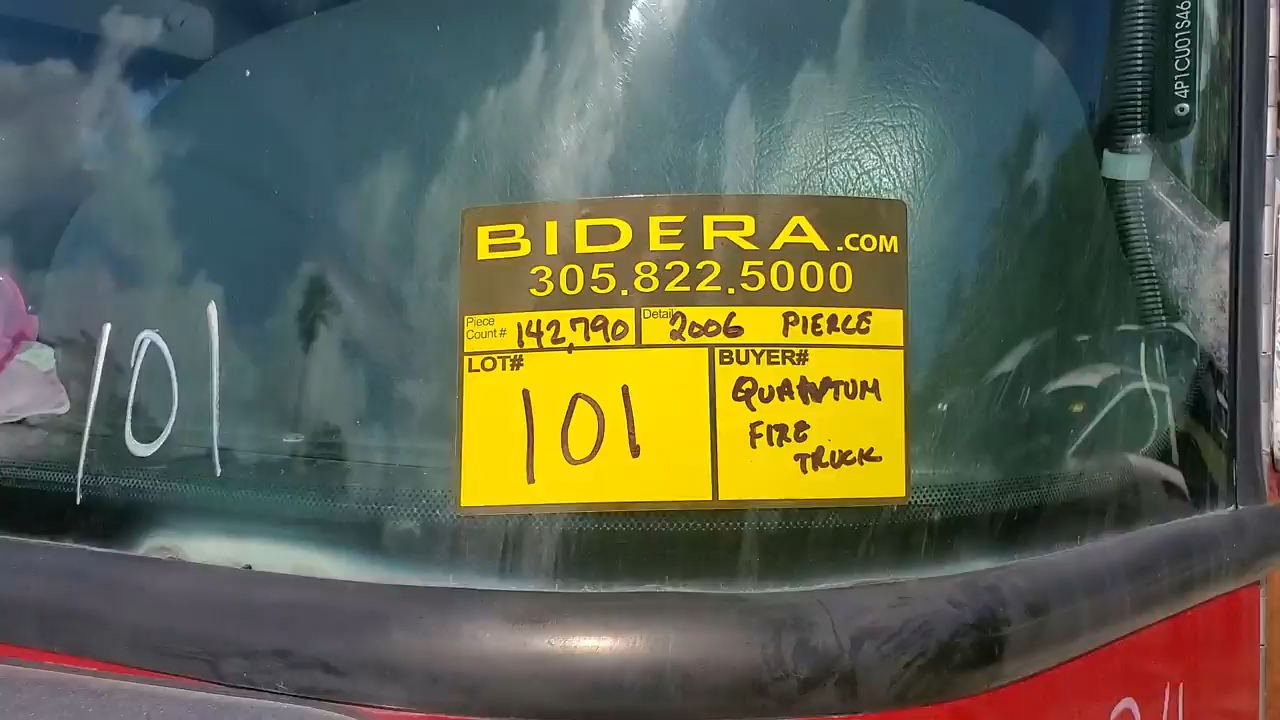 4P1CU01S46
BIDERA.COM
305.822.5000
Piece
Count # 142,790
Detail 2006 PIERCE
LOT#
101
BUYER#
QUANTUM
FIRE
TRUCK
101